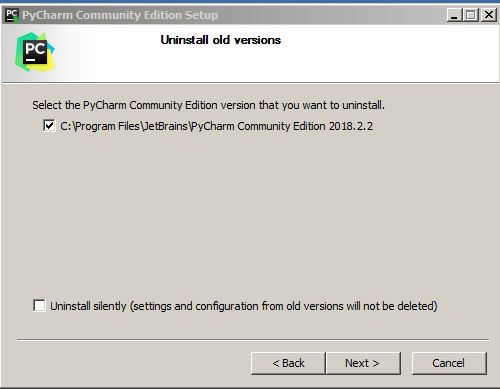 PC PyCharm Community Edition Setup
PC
Uninstall old versions
Select the PyCharm Community Edition version that you want to uninstall.
C:\Program Files\JetBrains\PyCharm Community Edition 2018.2.2
Uninstall silently (settings and configuration from old versions will not be deleted)
< Back Next > Cancel